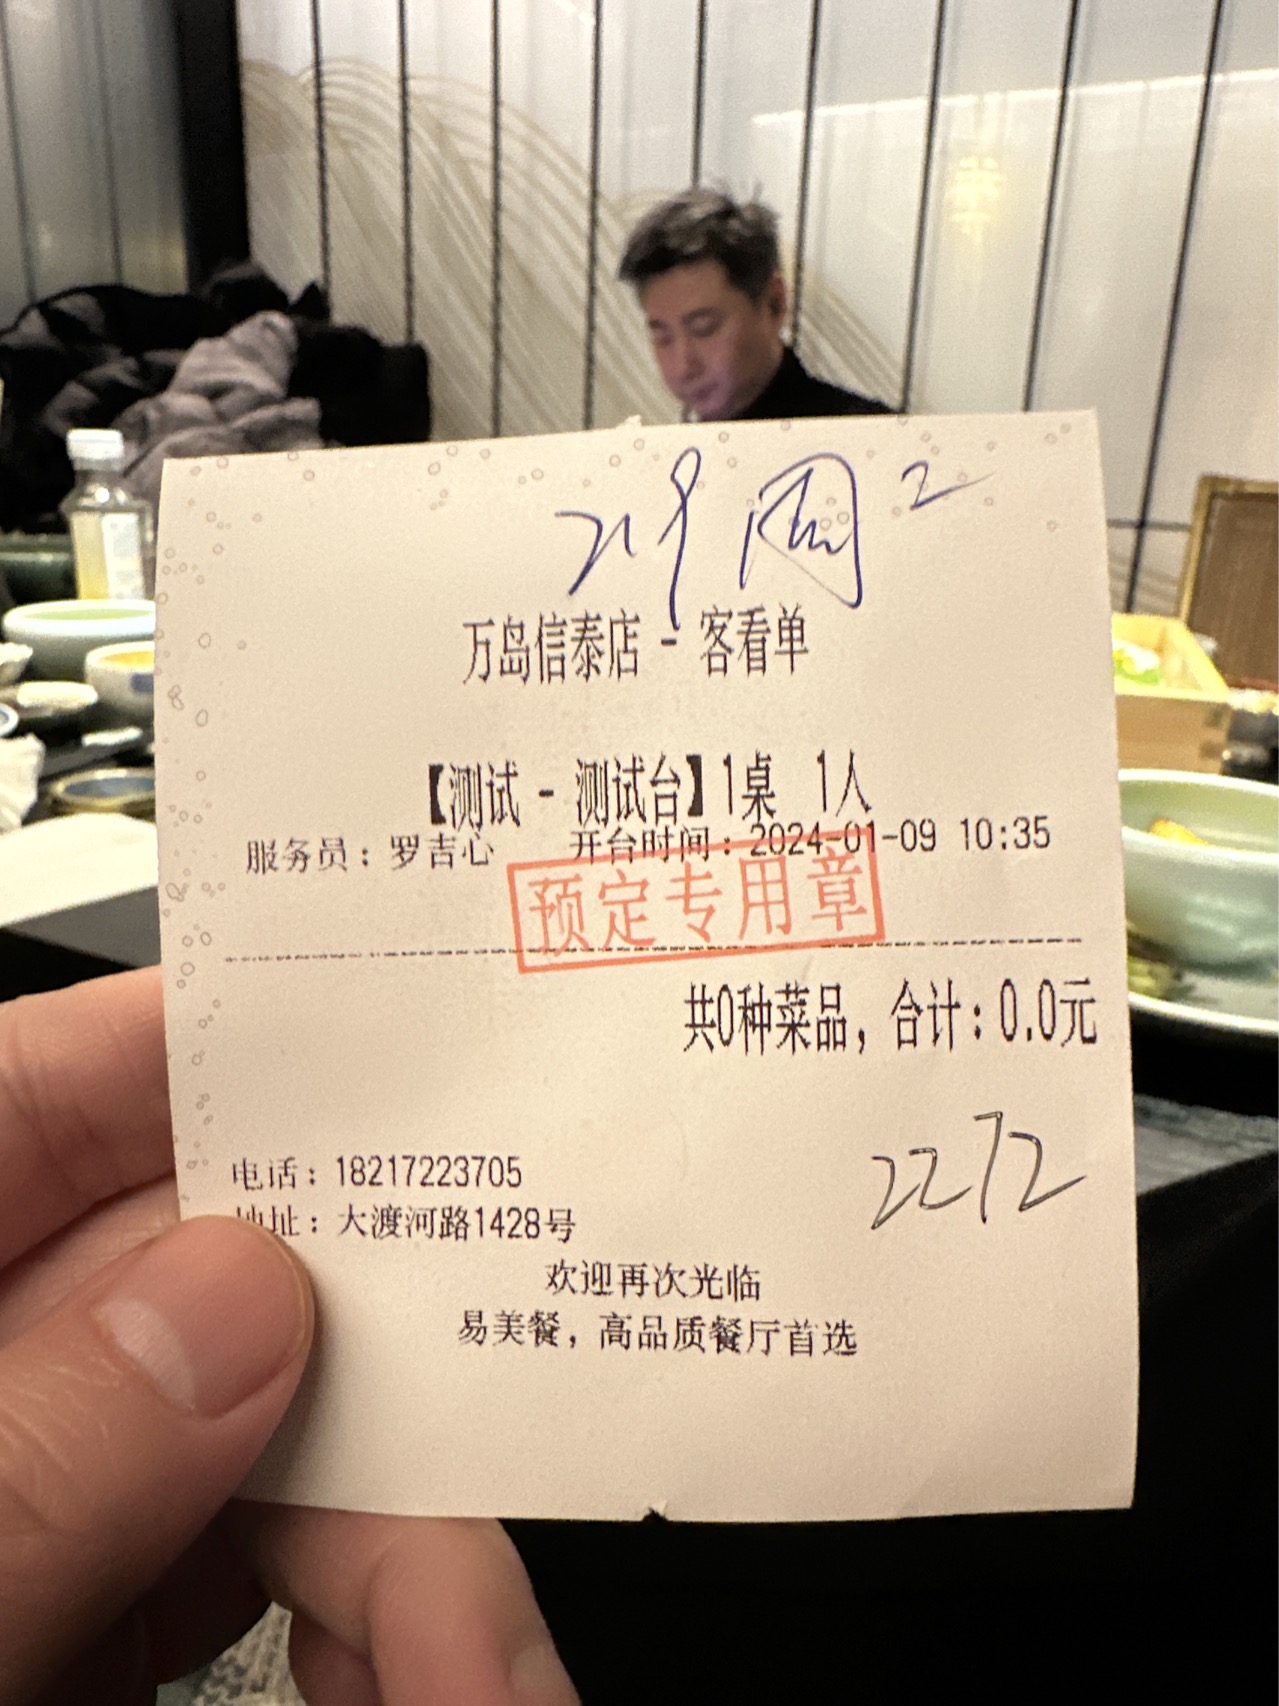 219 周2
万岛信泰店 - 客看单
【测试 - 测试台】1桌 1人
服务员：罗吉心 开台时间：2024-01-09 10:35
预定专用章
共0种菜品，合计：0.0元
2272
电话：18217223705
地址：大渡河路1428号
欢迎再次光临
易美餐，高品质餐厅首选